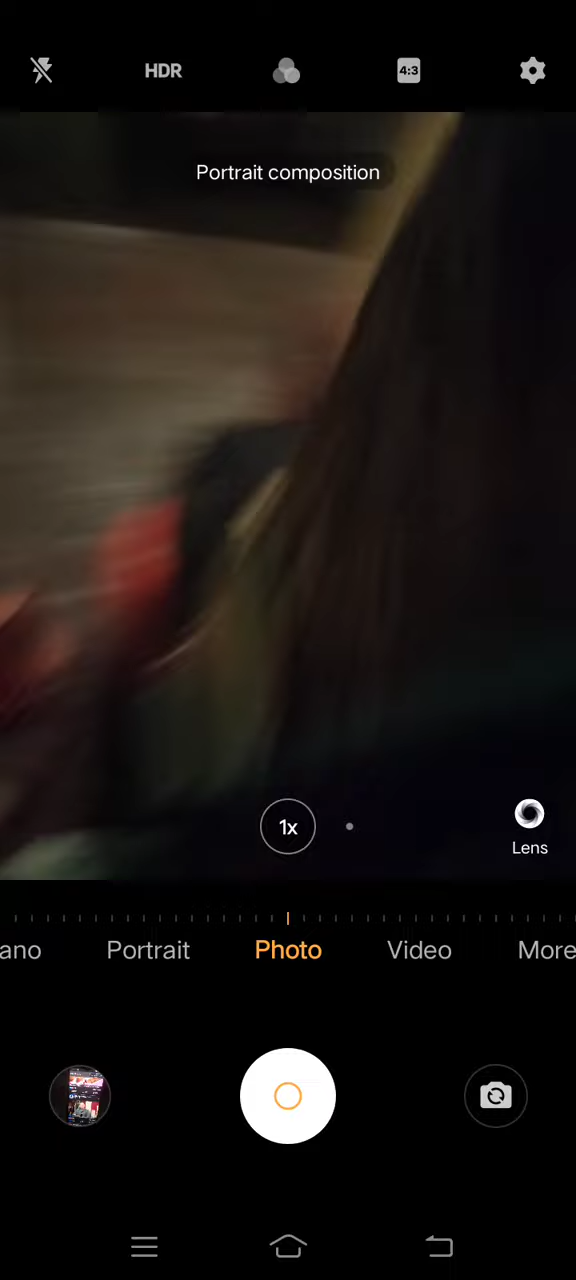 HDR
4:3
Portrait composition
1x
Lens
ano
Portrait
Photo
Video
More